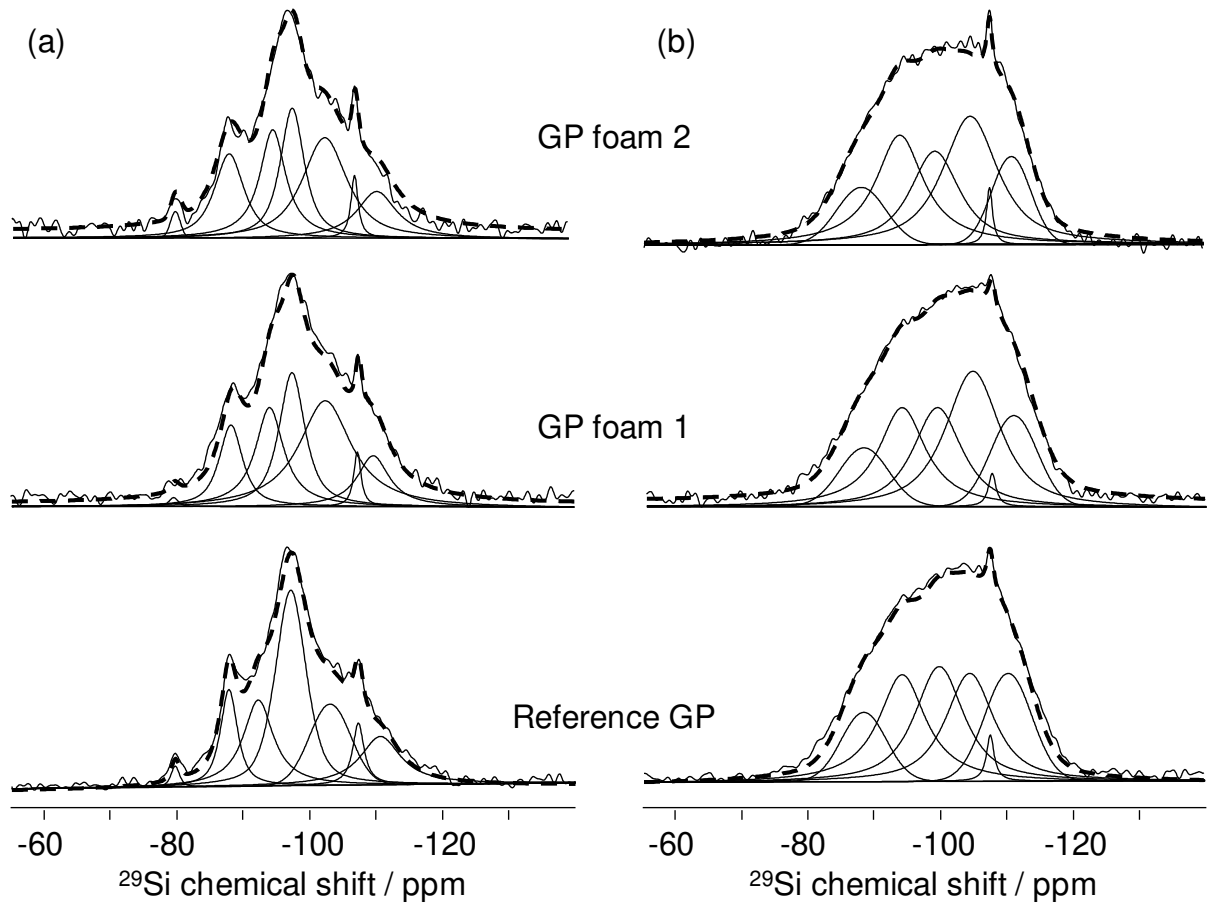 (a)
(b)
GP foam 2
GP foam 1
Reference GP
-60 -80 -100 -120
-60 -80 -100 -120
²⁹Si chemical shift / ppm
²⁹Si chemical shift / ppm